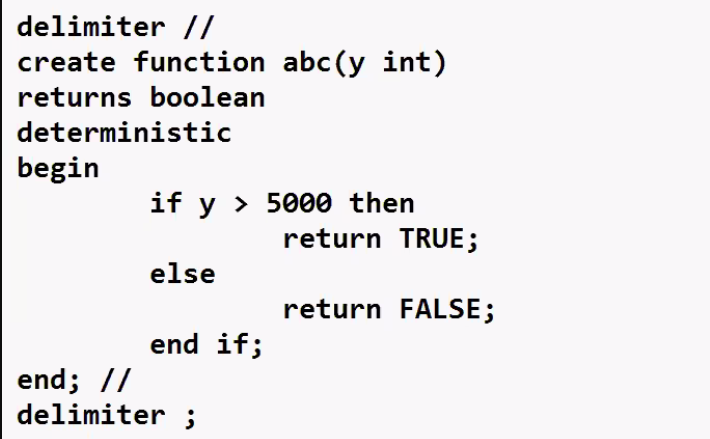 delimiter //
create function abc(y int)
returns boolean
deterministic
begin
        if y > 5000 then
                return TRUE;
        else
                return FALSE;
        end if;
end; //
delimiter ;